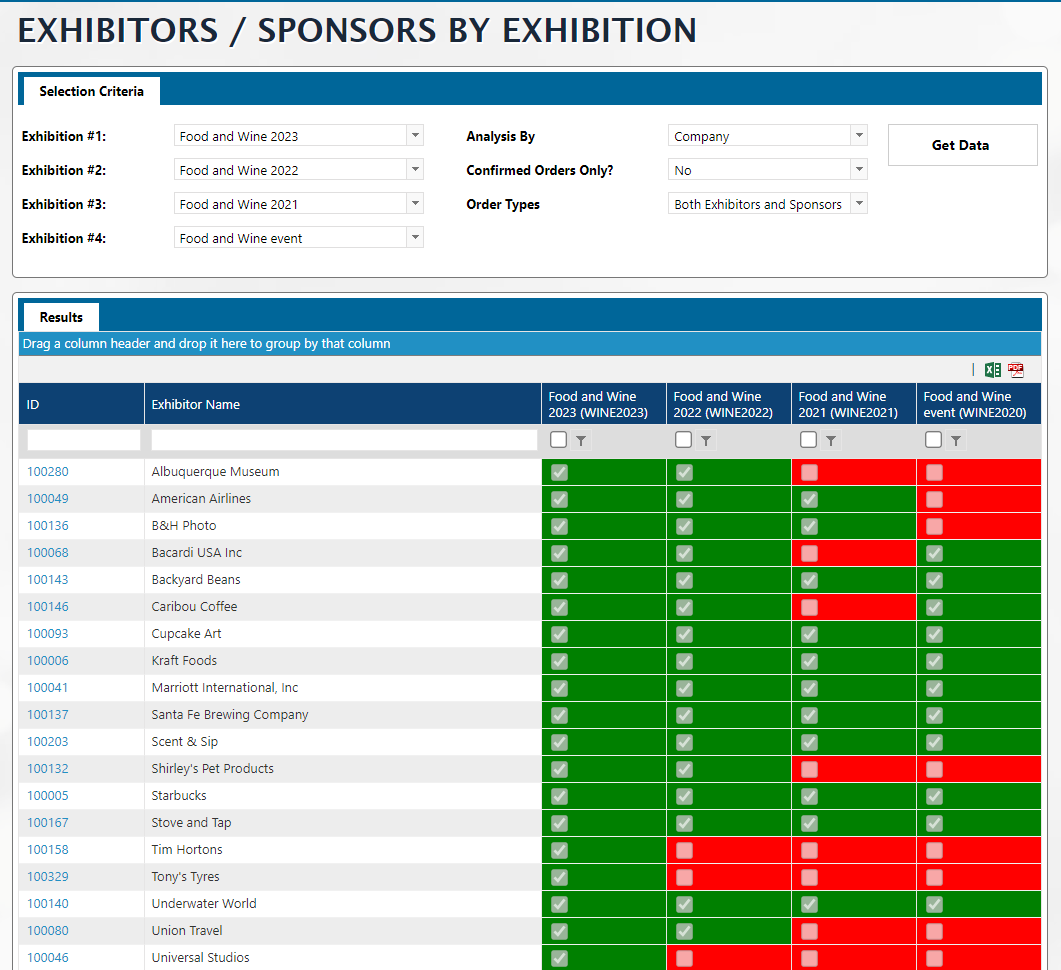 EXHIBITORS / SPONSORS BY EXHIBITION
Selection Criteria
Exhibition #1: Food and Wine 2023 Analysis By Company Get Data
Exhibition #2: Food and Wine 2022 Confirmed Orders Only? No
Exhibition #3: Food and Wine 2021 Order Types Both Exhibitors and Sponsors
Exhibition #4: Food and Wine event
Results
Drag a column header and drop it here to group by that column
PDF
ID Exhibitor Name Food and Wine 2023 (WINE2023) Food and Wine 2022 (WINE2022) Food and Wine 2021 (WINE2021) Food and Wine event (WINE2020)
100280 Albuquerque Museum
100049 American Airlines
100136 B&H Photo
100068 Bacardi USA Inc
100143 Backyard Beans
100146 Caribou Coffee
100093 Cupcake Art
100006 Kraft Foods
100041 Marriott International, Inc
100137 Santa Fe Brewing Company
100203 Scent & Sip
100132 Shirley's Pet Products
100005 Starbucks
100167 Stove and Tap
100158 Tim Hortons
100329 Tony's Tyres
100140 Underwater World
100080 Union Travel
100046 Universal Studios